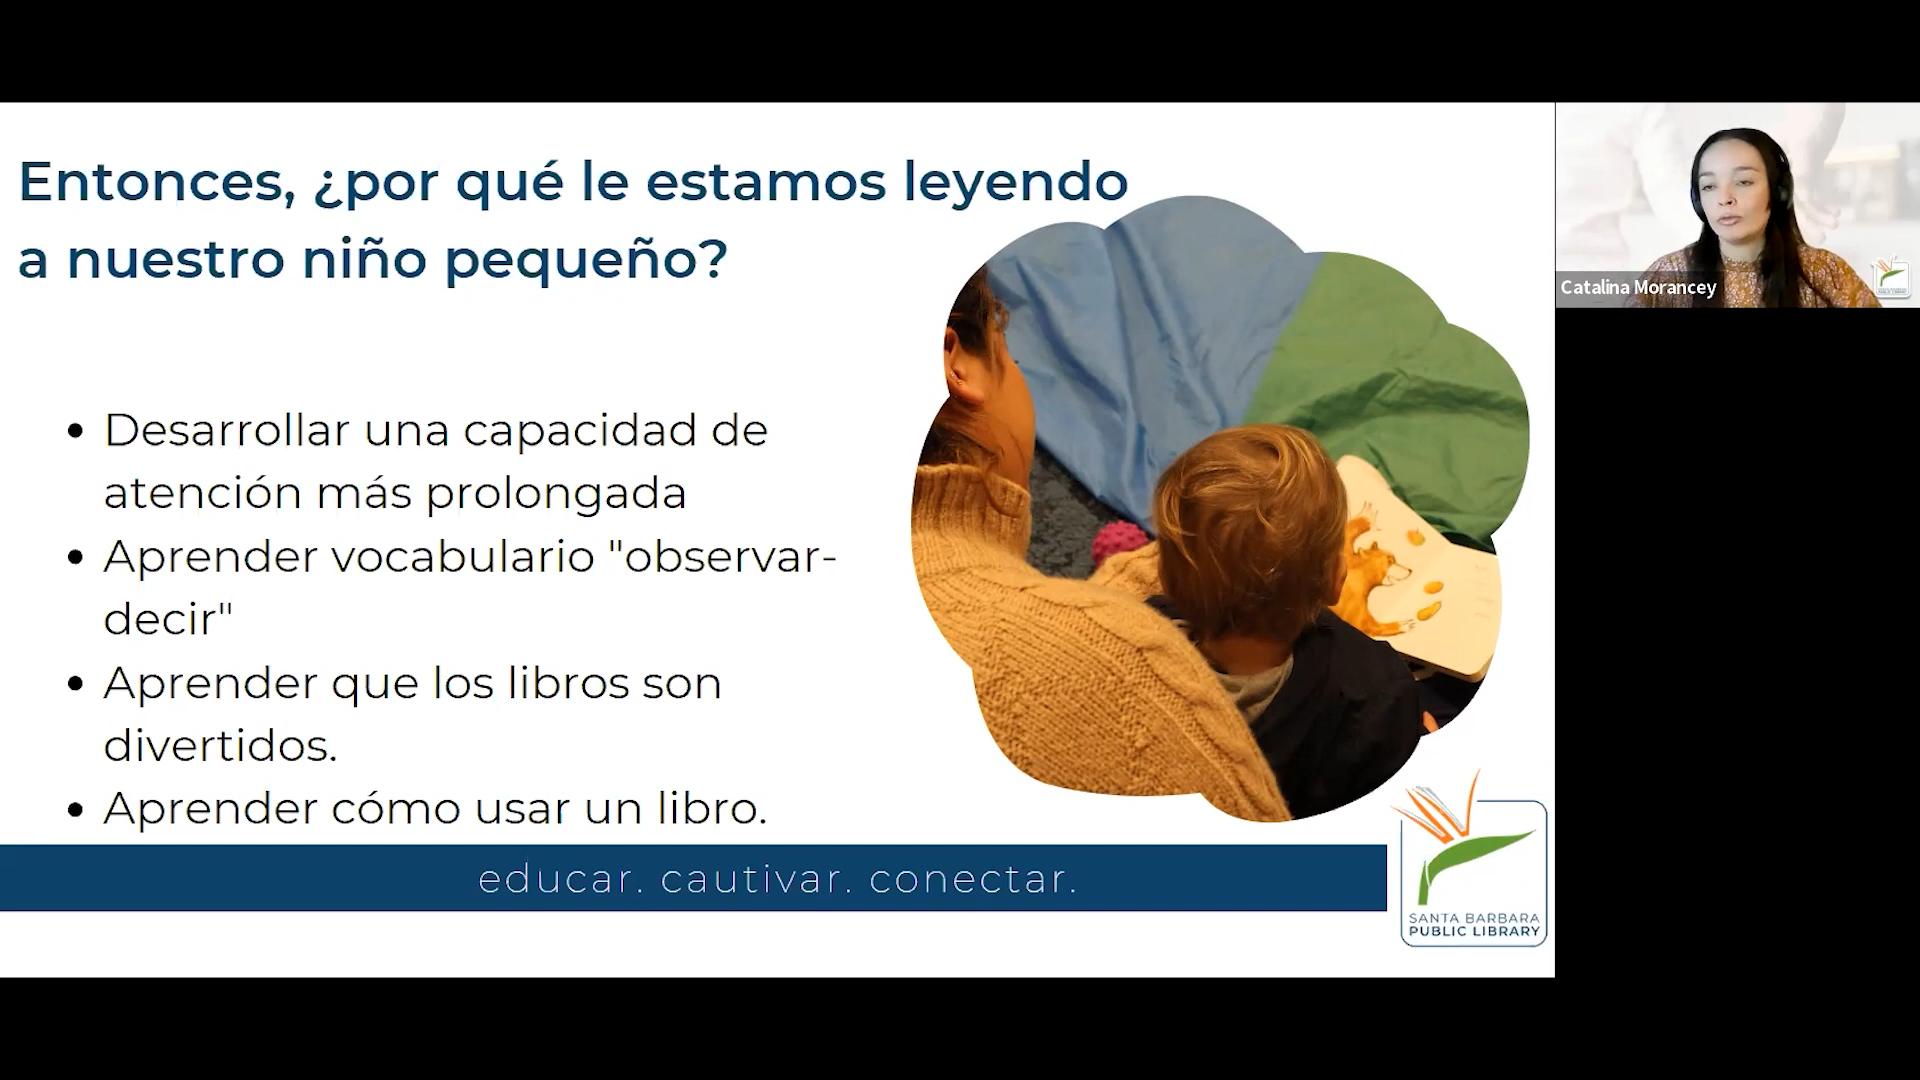 Entonces, ¿por qué le estamos leyendo
a nuestro niño pequeño?
Desarrollar una capacidad de
atención más prolongada
Aprender vocabulario "observar-
decir"
Aprender que los libros son
divertidos.
Aprender cómo usar un libro.
educar. cautivar. conectar.
SANTA BARBARA
PUBLIC LIBRARY
Catalina Morancey